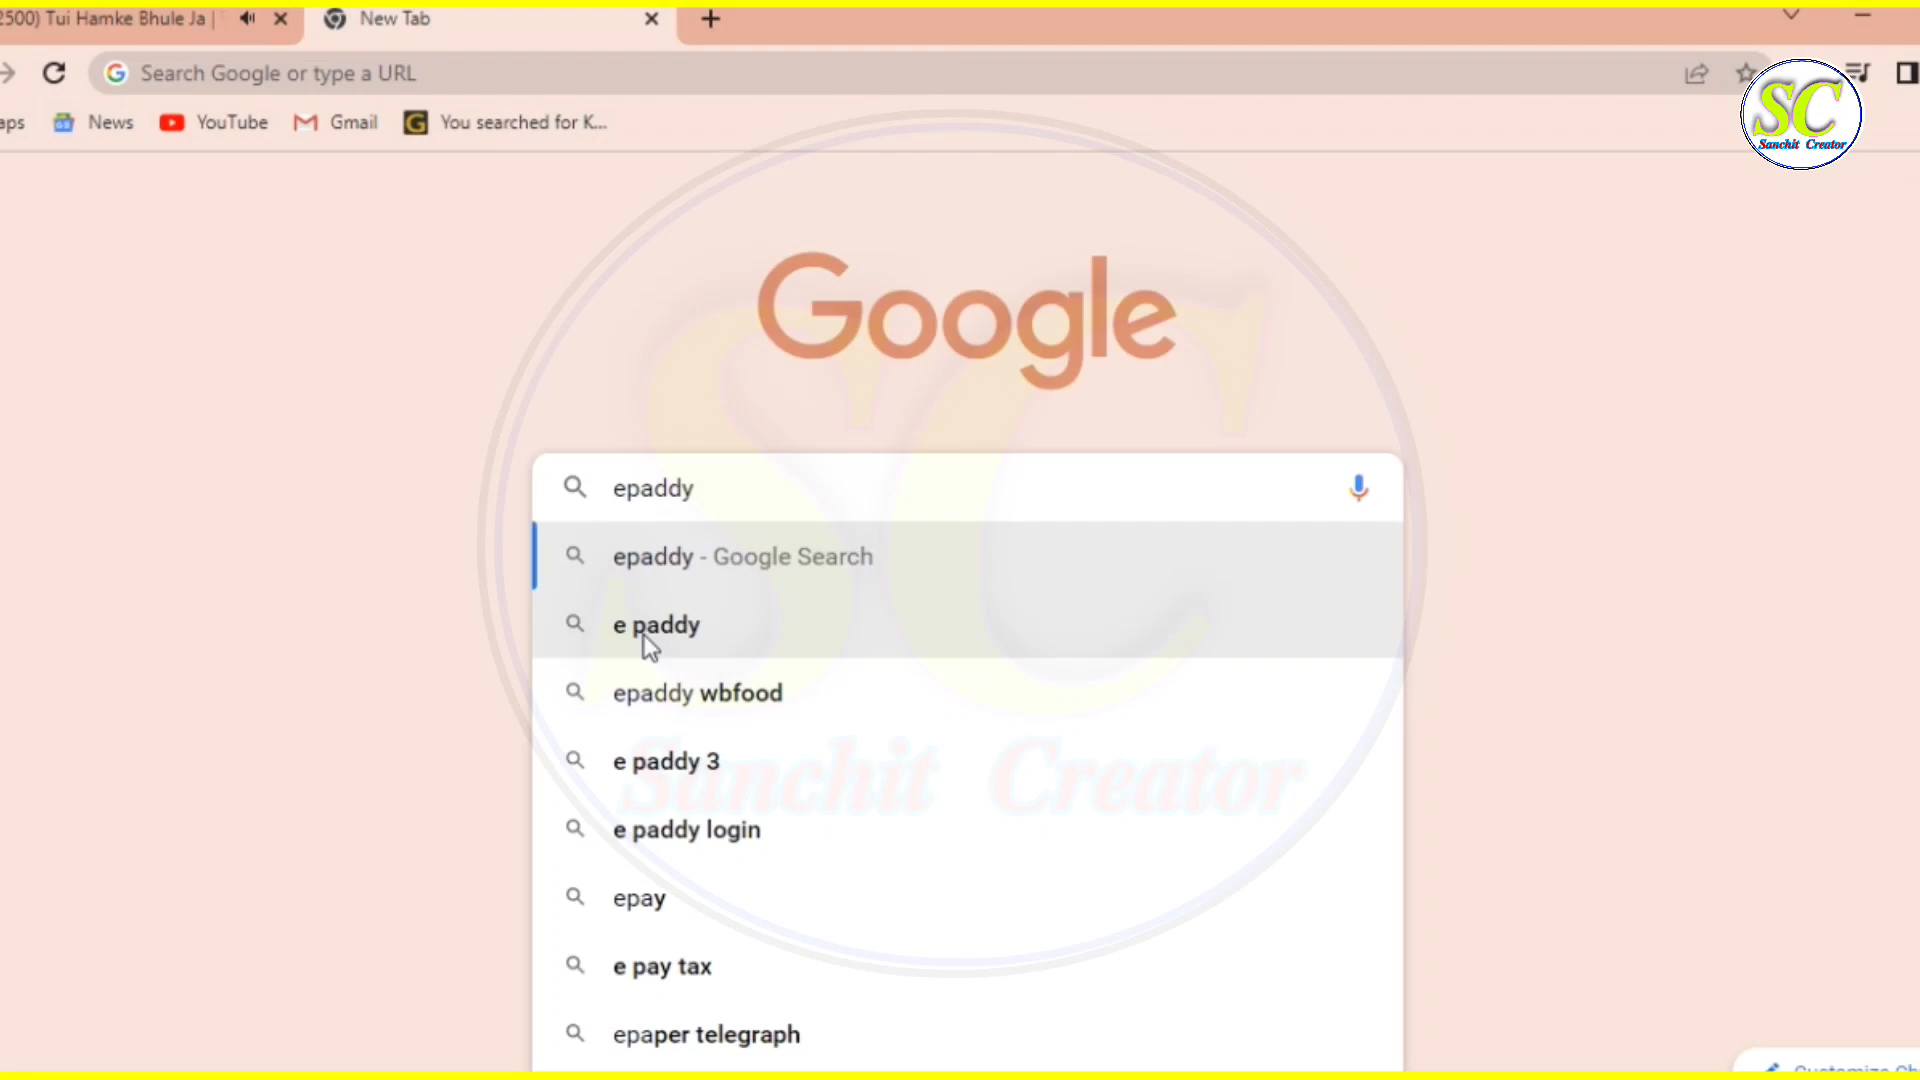 2500) Tui Hamke Bhule Ja |
New Tab
Search Google or type a URL
News
YouTube
Gmail
You searched for K...
SC
Sanchit Creator
Google
SC
Sanchit Creator
epaddy
epaddy - Google Search
e paddy
epaddy wbfood
e paddy 3
e paddy login
epay
e pay tax
epaper telegraph